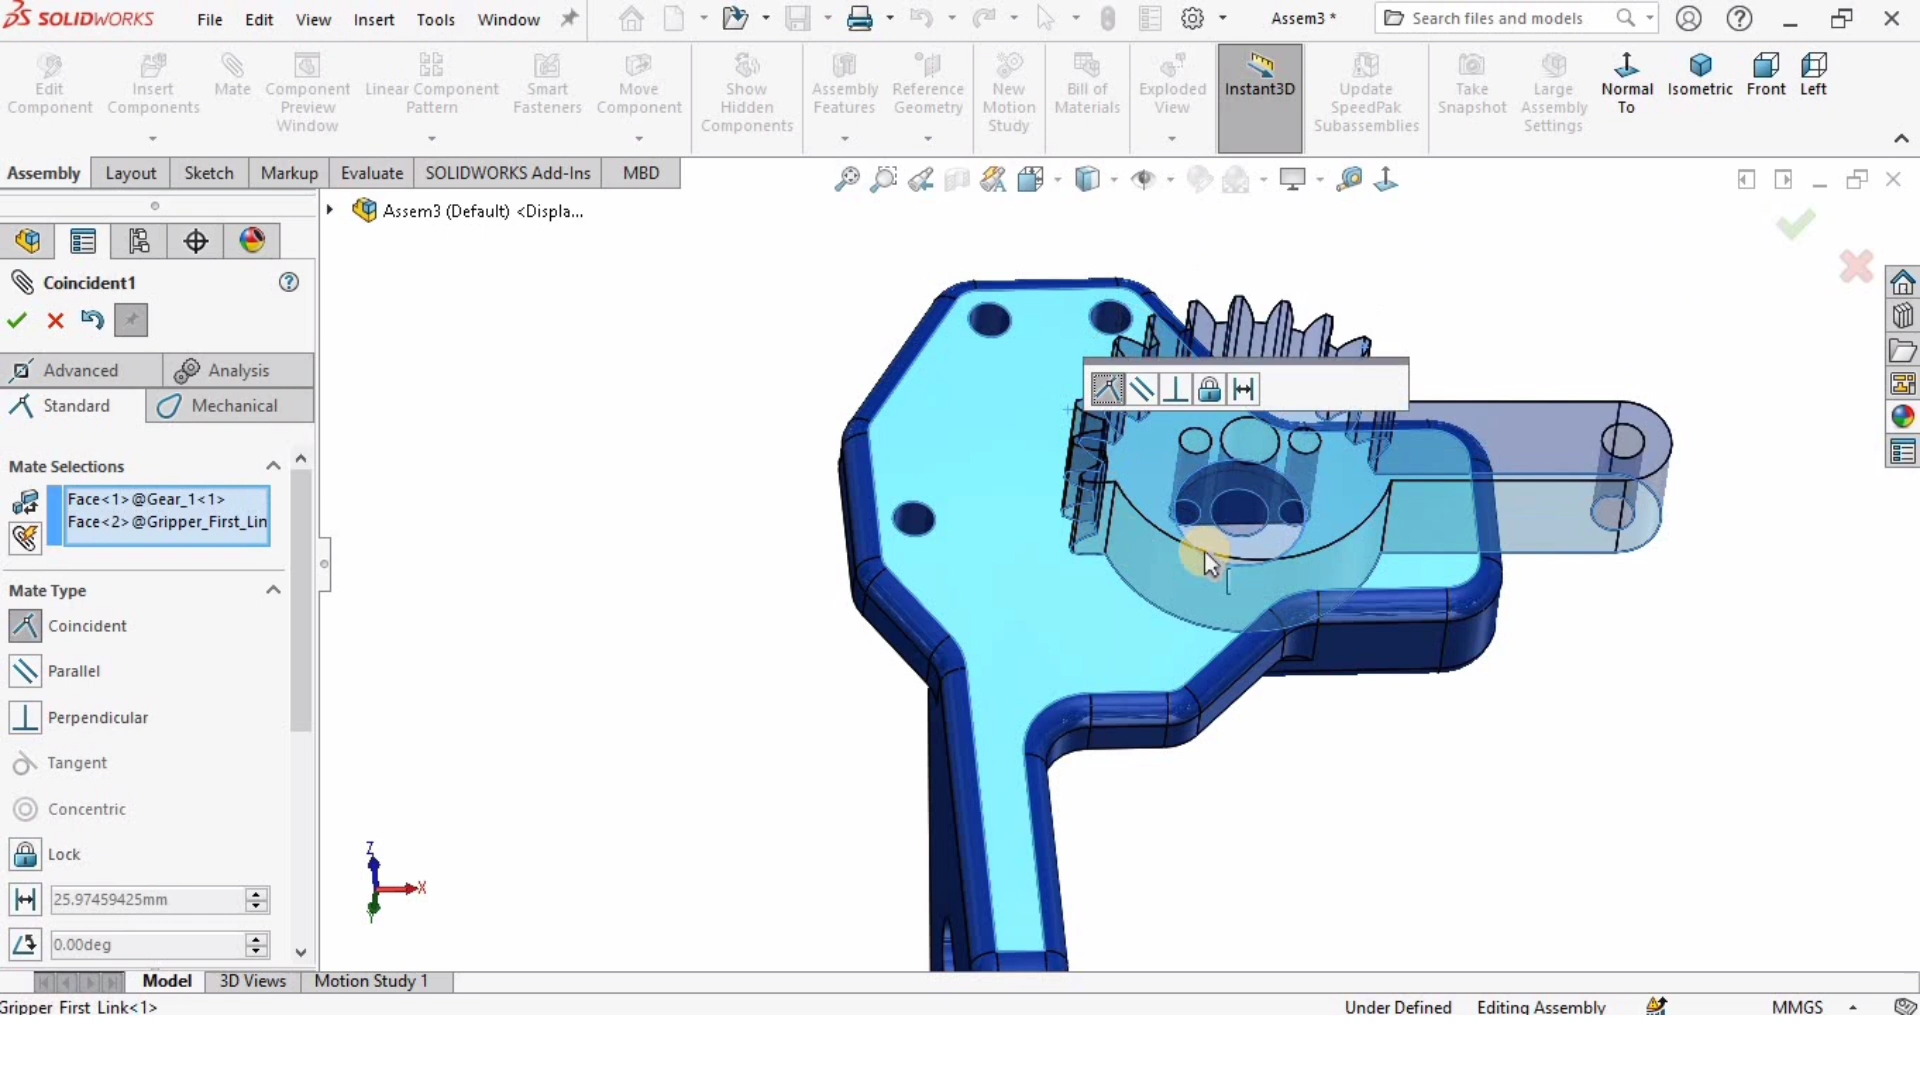 SOLIDWORKS File Edit View Insert Tools Window Assem3 * Search files and models
Edit Component
Insert Components
Mate
Component Preview Window
Linear Component Pattern
Smart Fasteners
Move Component
Show Hidden Components
Assembly Features
Reference Geometry
New Motion Study
Bill of Materials
Exploded View
Instant3D
Update SpeedPak Subassemblies
Take Snapshot
Large Assembly Settings
Normal To
Isometric
Front
Left
Assembly Layout Sketch Markup Evaluate SOLIDWORKS Add-Ins MBD
Assem3 (Default) <Displa...
Coincident1
Advanced Analysis
Standard Mechanical
Mate Selections
Face<1>@Gear_1<1>
Face<2>@Gripper_First_Lin
Mate Type
Coincident
Parallel
Perpendicular
Tangent
Concentric
Lock
25.97459425mm
0.00deg
Z
X
Y
Model 3D Views Motion Study 1
Gripper First Link<1> Under Defined Editing Assembly MMGS